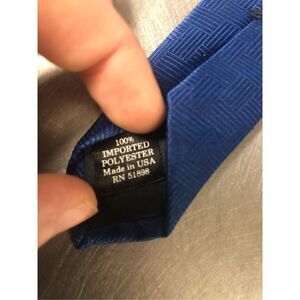 100%
IMPORTED
POLYESTER
Made in USA
RN 51898